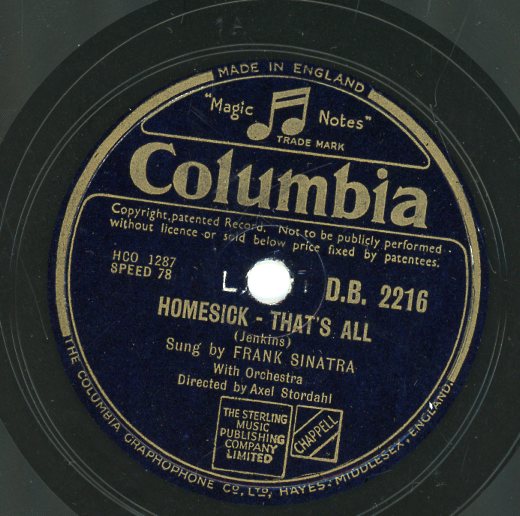 MADE IN ENGLAND
"Magic Notes"
TRADE MARK
Columbia
Copyright, patented Record. Not to be publicly performed
without licence or sold below price fixed by patentees.
HCO 1287
SPEED 78
D.B. 2216
HOMESICK - THAT'S ALL
(Jenkins)
Sung by FRANK SINATRA
With Orchestra
Directed by Axel Stordahl
THE STERLING
MUSIC
PUBLISHING
COMPANY
LIMITED
CHAPPELL
THE COLUMBIA GRAPHOPHONE CO., LTD., HAYES·MIDDLESEX·ENGLAND.